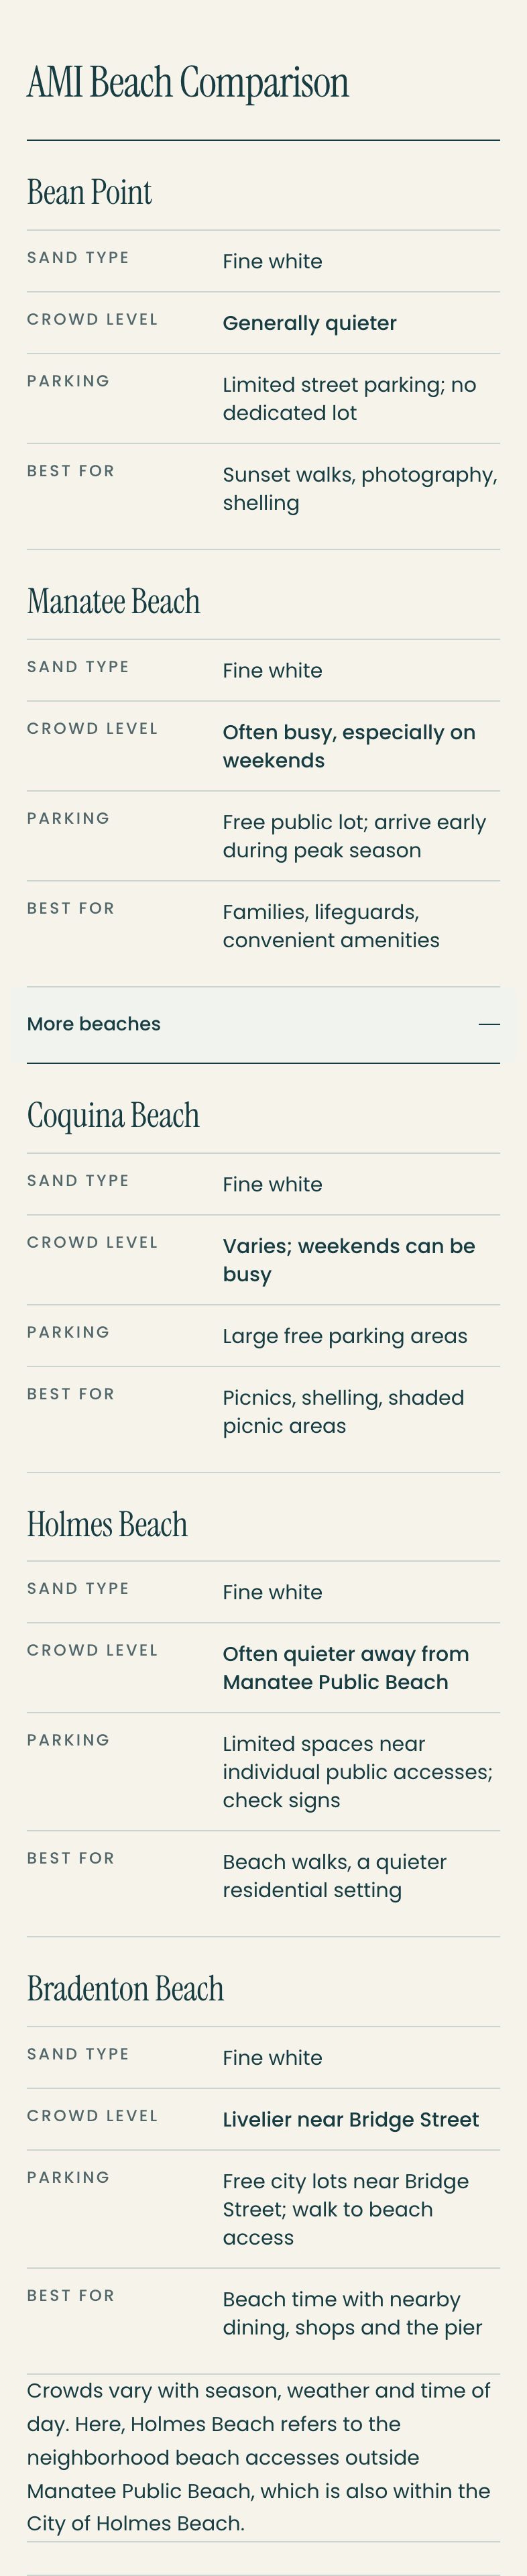 AMI Beach Comparison
Bean Point
SAND TYPE
Fine white
CROWD LEVEL
Generally quieter
PARKING
Limited street parking; no
dedicated lot
BEST FOR
Sunset walks, photography,
shelling
Manatee Beach
SAND TYPE
Fine white
CROWD LEVEL
Often busy, especially on
weekends
PARKING
Free public lot; arrive early
during peak season
BEST FOR
Families, lifeguards,
convenient amenities
More beaches
Coquina Beach
SAND TYPE
Fine white
CROWD LEVEL
Varies; weekends can be
busy
PARKING
Large free parking areas
BEST FOR
Picnics, shelling, shaded
picnic areas
Holmes Beach
SAND TYPE
Fine white
CROWD LEVEL
Often quieter away from
Manatee Public Beach
PARKING
Limited spaces near
individual public accesses;
check signs
BEST FOR
Beach walks, a quieter
residential setting
Bradenton Beach
SAND TYPE
Fine white
CROWD LEVEL
Livelier near Bridge Street
PARKING
Free city lots near Bridge
Street; walk to beach
access
BEST FOR
Beach time with nearby
dining, shops and the pier
Crowds vary with season, weather and time of
day. Here, Holmes Beach refers to the
neighborhood beach accesses outside
Manatee Public Beach, which is also within the
City of Holmes Beach.